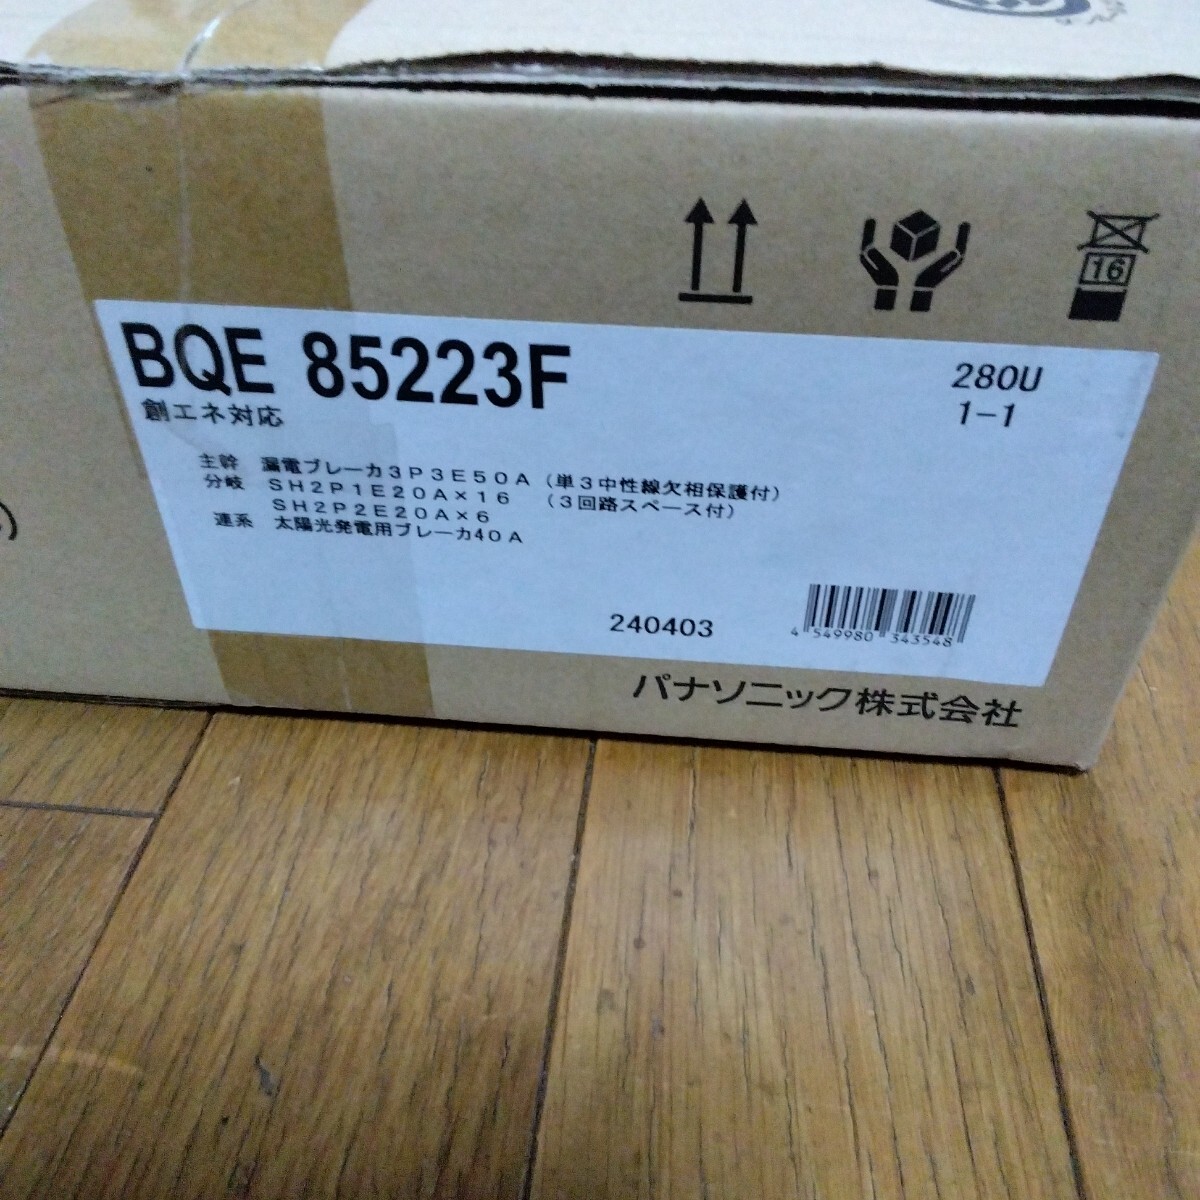 BQE 85223F
創エネ対応
280U
1-1
主幹 漏電ブレーカ3P3E50A（単3中性線欠相保護付）
分岐 SH2P1E20A×16 （3回路スペース付）
SH2P2E20A×6
連系 太陽光発電用ブレーカ40A
240403
4 549980 343548
パナソニック株式会社
16